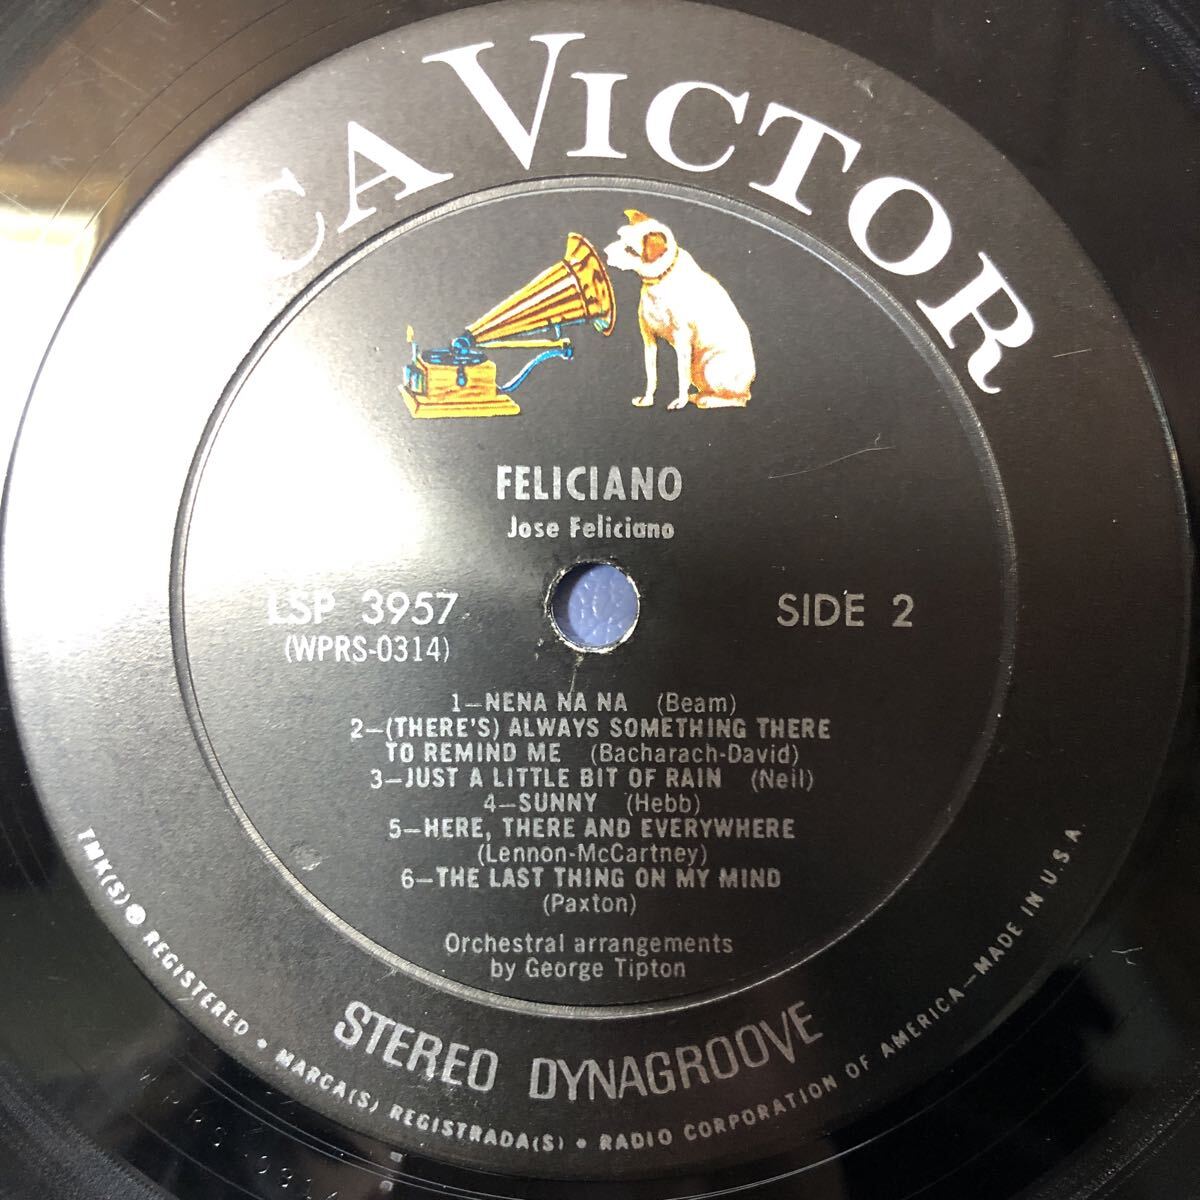 CA VICTOR
FELICIANO
Jose Feliciano
LSP 3957
(WPRS-0314)
SIDE 2
1—NENA NA NA (Beam)
2—(THERE'S) ALWAYS SOMETHING THERE
TO REMIND ME (Bacharach-David)
3—JUST A LITTLE BIT OF RAIN (Neil)
4—SUNNY (Hebb)
5—HERE, THERE AND EVERYWHERE
(Lennon-McCartney)
6—THE LAST THING ON MY MIND
(Paxton)
Orchestral arrangements
by George Tipton
STEREO DYNAGROOVE
TMK(S) ® REGISTERED • MARCA(S) REGISTRADA(S) • RADIO CORPORATION OF AMERICA—MADE IN U.S.A.